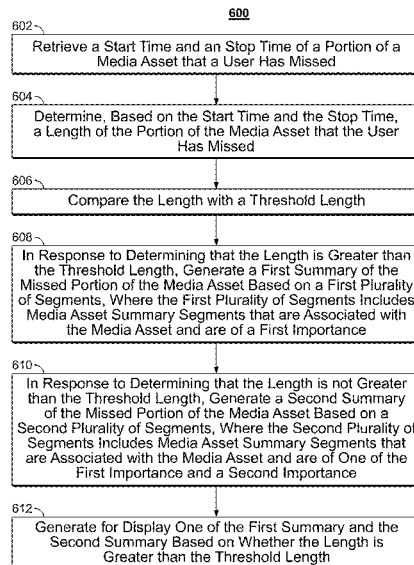 600
602
Retrieve a Start Time and an Stop Time of a Portion of a
Media Asset that a User Has Missed
604
Determine, Based on the Start Time and the Stop Time,
a Length of the Portion of the Media Asset that the User
Has Missed
606
Compare the Length with a Threshold Length
608
In Response to Determining that the Length is Greater than
the Threshold Length, Generate a First Summary of the
Missed Portion of the Media Asset Based on a First Plurality
of Segments, Where the First Plurality of Segments Includes
Media Asset Summary Segments that are Associated with
the Media Asset and are of a First Importance
610
In Response to Determining that the Length is not Greater
than the Threshold Length, Generate a Second Summary
of the Missed Portion of the Media Asset Based on a
Second Plurality of Segments, Where the Second Plurality of
Segments Includes Media Asset Summary Segments that
are Associated with the Media Asset and are of One of the
First Importance and a Second Importance
612
Generate for Display One of the First Summary and the
Second Summary Based on Whether the Length is
Greater than the Threshold Length